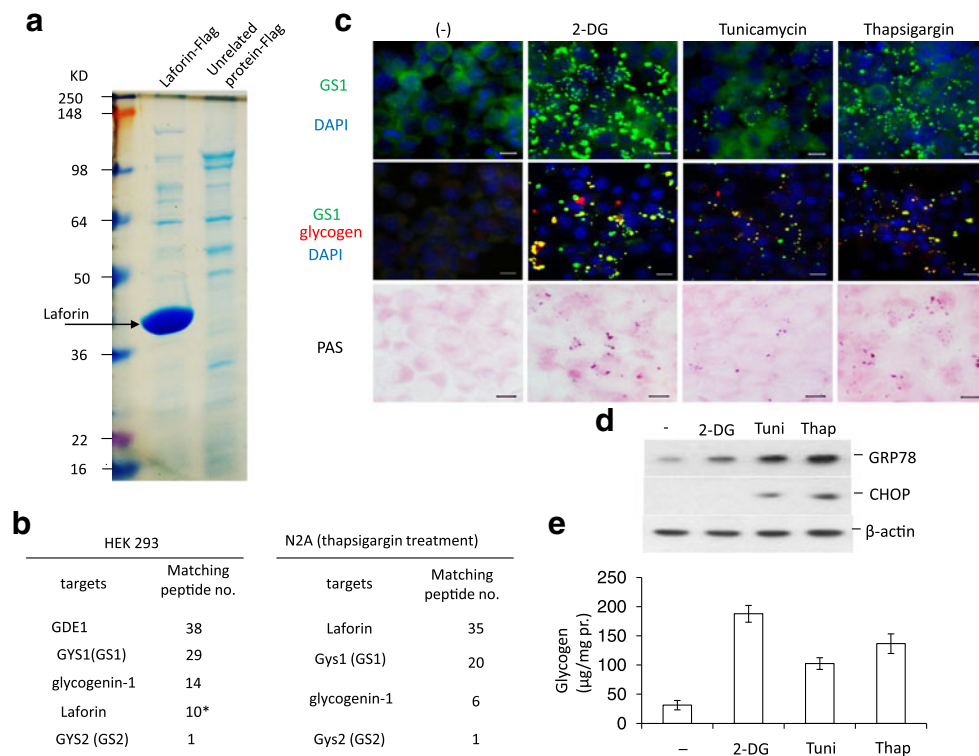 a
Laforin-Flag
Unrelated
protein-Flag
KD
250
148
98
64
50
Laforin
36
22
16
b
HEK 293
targets
Matching
peptide no.
GDE1 38
GYS1(GS1) 29
glycogenin-1 14
Laforin 10*
GYS2 (GS2) 1
N2A (thapsigargin treatment)
targets
Matching
peptide no.
Laforin 35
Gys1 (GS1) 20
glycogenin-1 6
Gys2 (GS2) 1
c
(-) 2-DG Tunicamycin Thapsigargin
GS1
DAPI
GS1
glycogen
DAPI
PAS
d
- 2-DG Tuni Thap
GRP78
CHOP
β-actin
e
Glycogen
(μg/mg pr.)
250
200
150
100
50
0
– 2-DG Tuni Thap